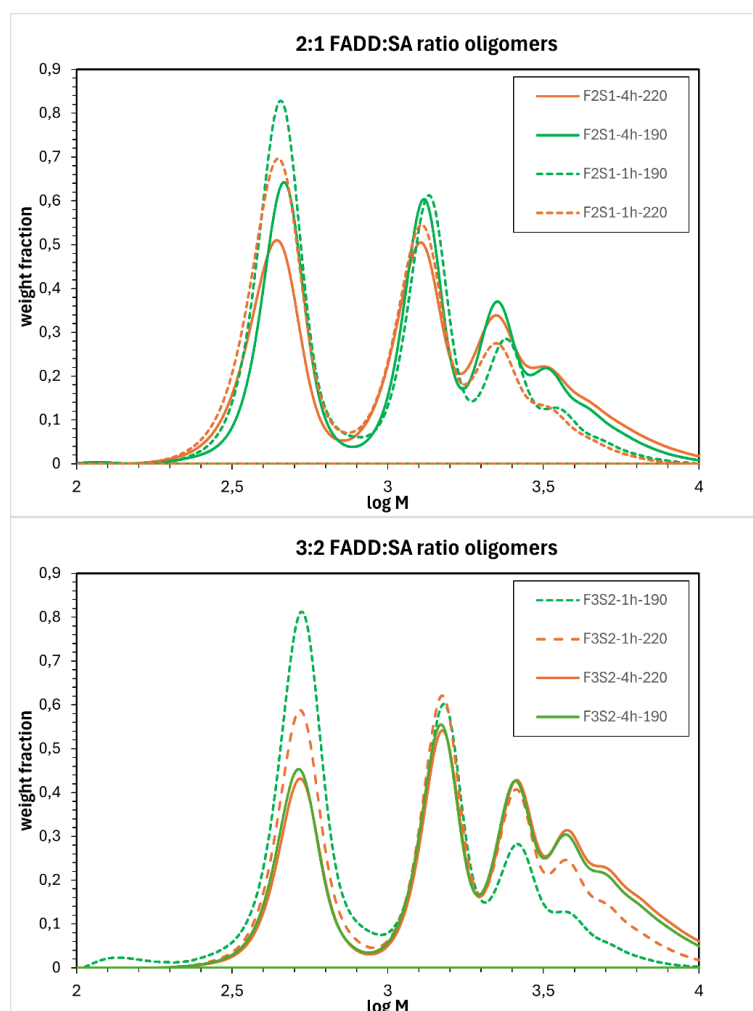 2:1 FADD:SA ratio oligomers
0,9
0,8
0,7
0,6
0,5
0,4
0,3
0,2
0,1
0
weight fraction
F2S1-4h-220
F2S1-4h-190
F2S1-1h-190
F2S1-1h-220
2 2,5 3 3,5 4
log M
3:2 FADD:SA ratio oligomers
0,9
0,8
0,7
0,6
0,5
0,4
0,3
0,2
0,1
0
weight fraction
F3S2-1h-190
F3S2-1h-220
F3S2-4h-220
F3S2-4h-190
2 2,5 3 3,5 4
log M